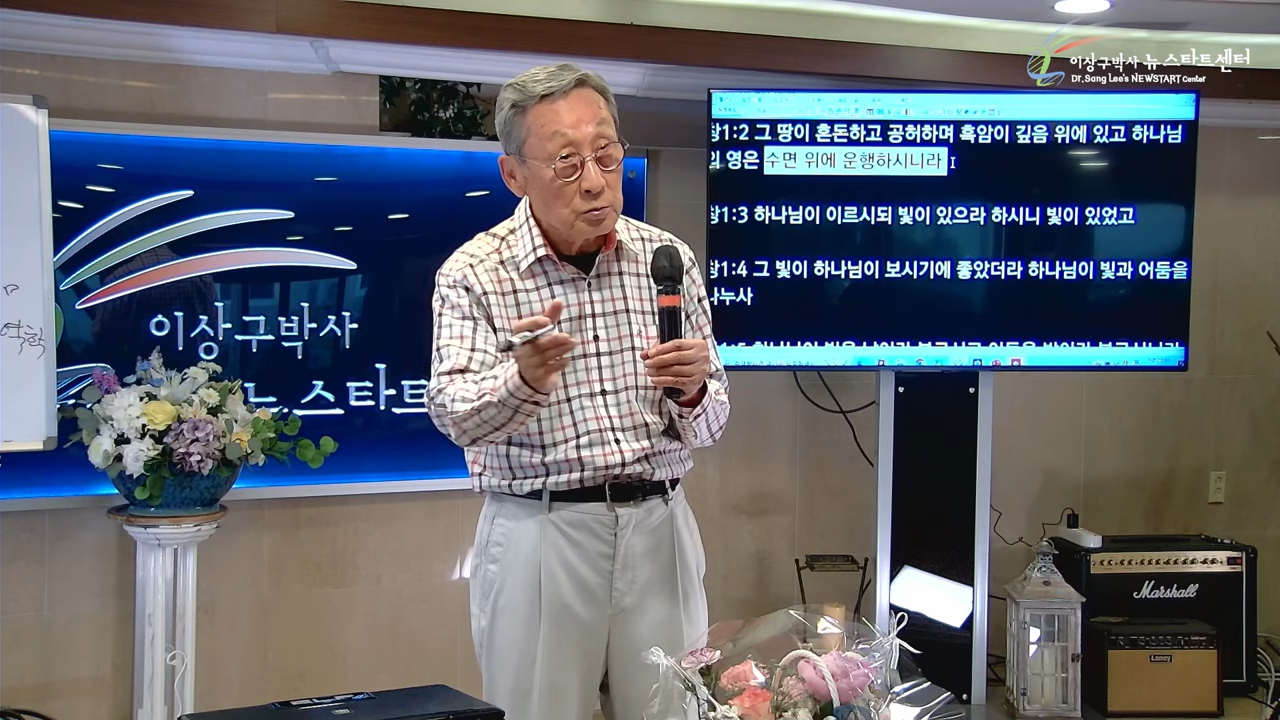 이상구박사 뉴스타트센터
Dr. Sang Lee's NEWSTART Center
창1:2 그 땅이 혼돈하고 공허하며 흑암이 깊음 위에 있고 하나님
의 영은 수면 위에 운행하시니라
창1:3 하나님이 이르시되 빛이 있으라 하시니 빛이 있었고
창1:4 그 빛이 하나님이 보시기에 좋았더라 하나님이 빛과 어둠을
나누사
이상구박사
뉴스타트
역학
Marshall
Laney